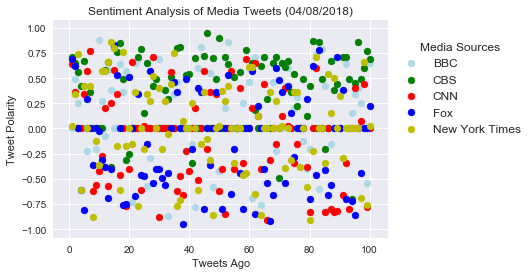 Sentiment Analysis of Media Tweets (04/08/2018)
1.00
0.75
0.50
0.25
0.00
−0.25
−0.50
−0.75
−1.00
Tweet Polarity
0 20 40 60 80 100
Tweets Ago
Media Sources
BBC
CBS
CNN
Fox
New York Times